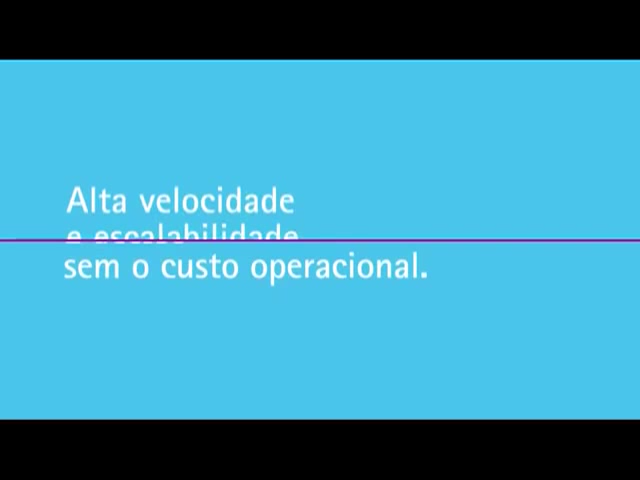 Alta velocidade
e escalabilidade
sem o custo operacional.